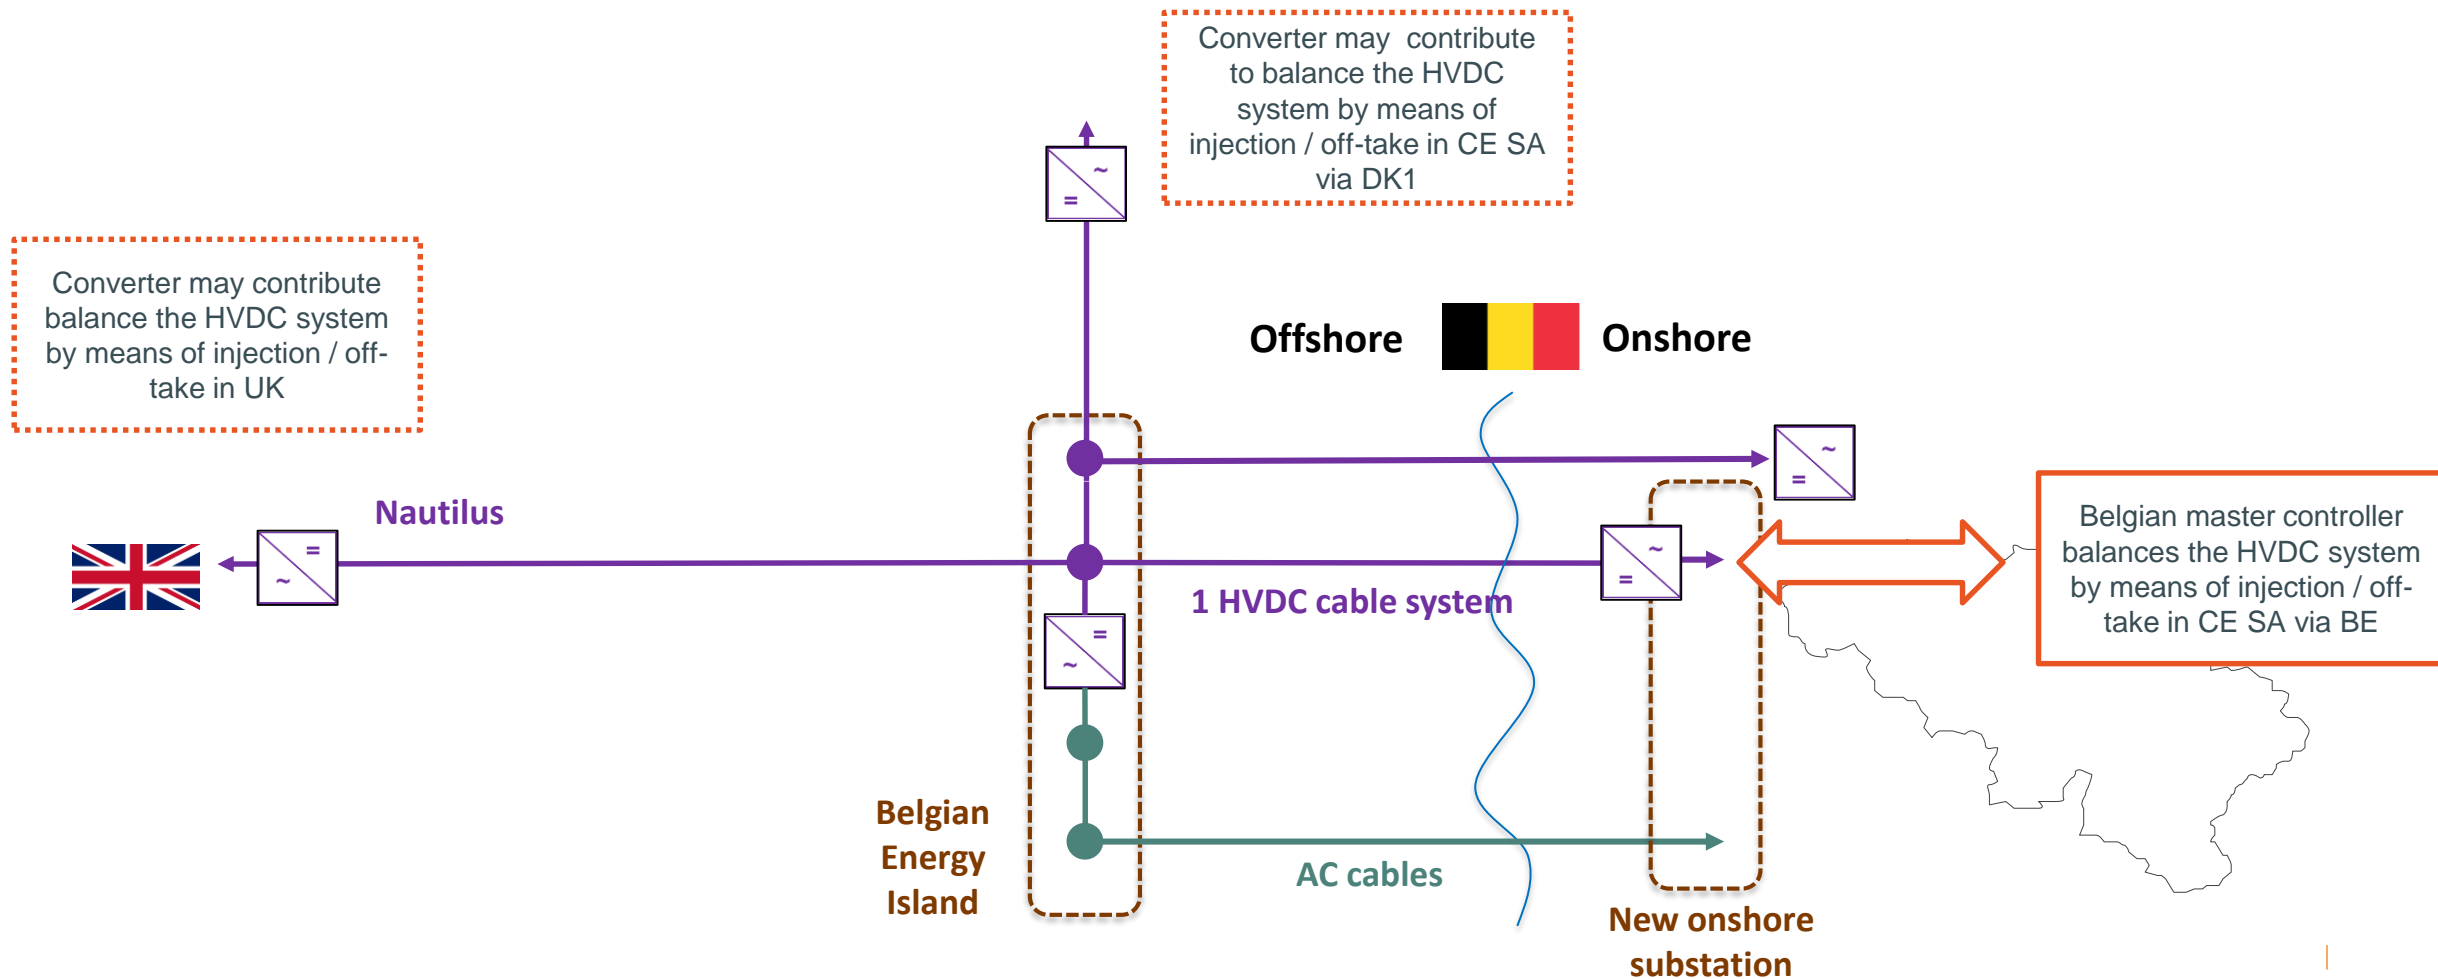 Converter may contribute
to balance the HVDC
system by means of
injection / off-take in CE SA
via DK1
Converter may contribute
balance the HVDC system
by means of injection / off-
take in UK
~
=
Offshore
Onshore
Nautilus
=
~
~
=
~
=
1 HVDC cable system
=
~
Belgian master controller
balances the HVDC system
by means of injection / off-
take in CE SA via BE
Belgian
Energy
Island
AC cables
New onshore
substation